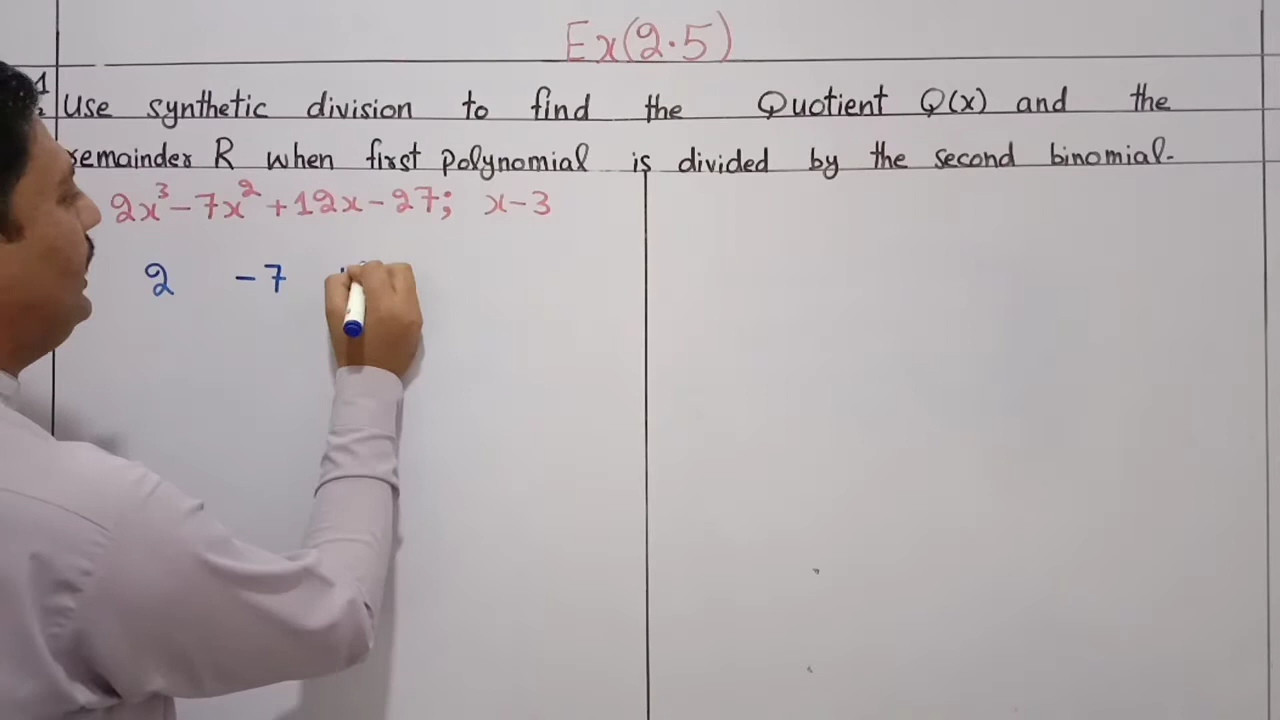 Ex(2.5)
Use synthetic division to find the Quotient Q(x) and the
remainder R when first polynomial is divided by the second binomial.
2x³-7x²+12x-27; x-3
2 -7